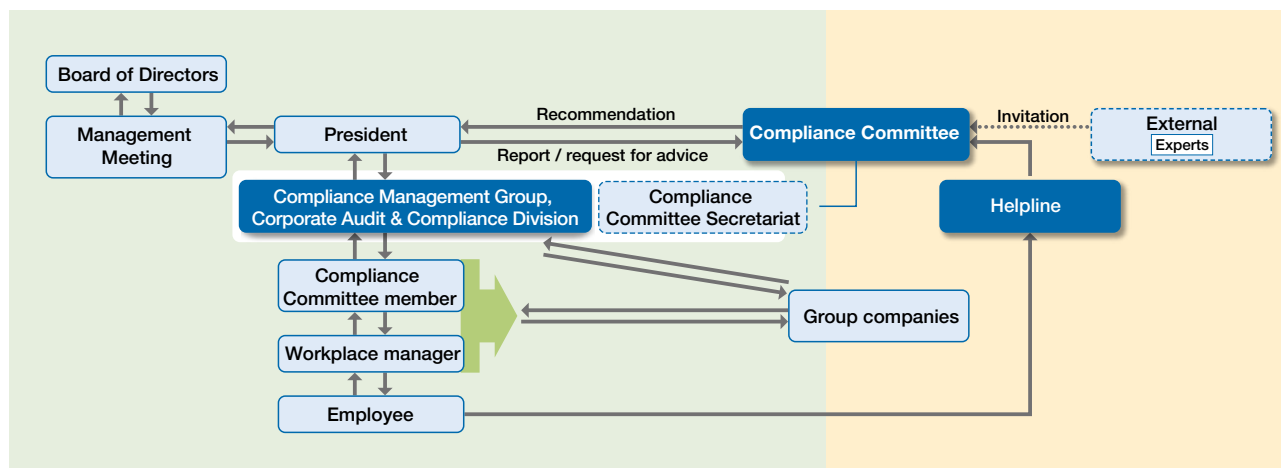 Board of Directors
Management
Meeting
President
Recommendation
Report / request for advice
Compliance Committee
Invitation
External
Experts
Compliance Management Group,
Corporate Audit & Compliance Division
Compliance
Committee Secretariat
Helpline
Compliance
Committee member
Group companies
Workplace manager
Employee